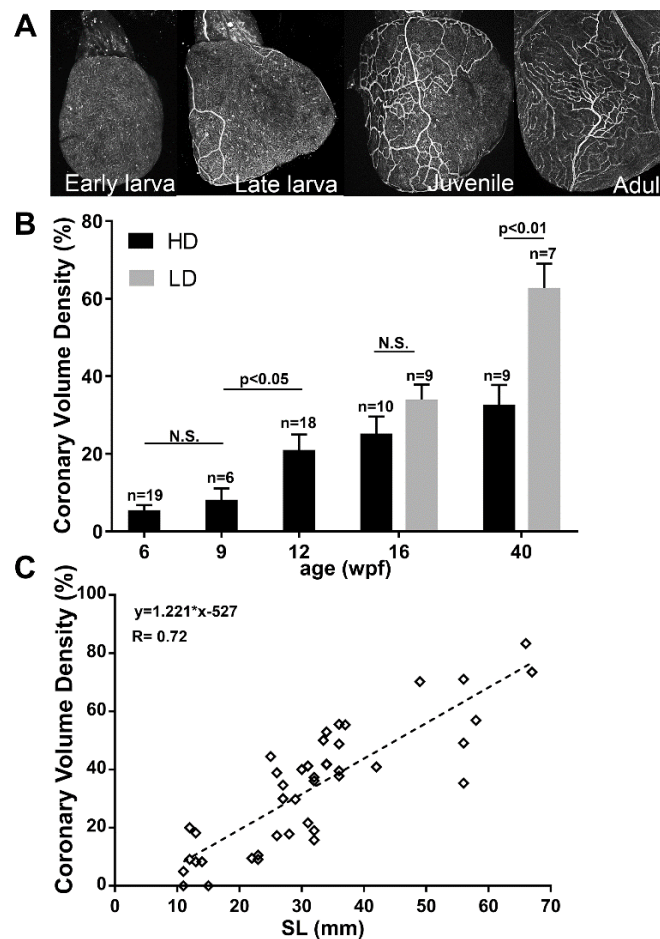 A
Early larva
Late larva
Juvenile
Adul
B
Coronary Volume Density (%)
80
60
40
20
0
HD
LD
n=19
N.S.
n=6
p<0.05
n=18
N.S.
n=10
n=9
p<0.01
n=9
n=7
6
9
12
16
40
age (wpf)
C
Coronary Volume Density (%)
100
80
60
40
20
0
y=1.221*x-527
R= 0.72
0
10
20
30
40
50
60
70
SL (mm)